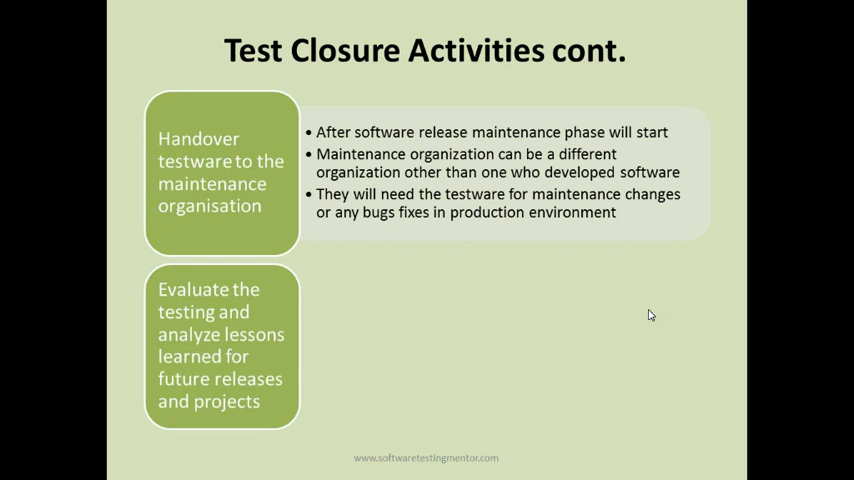 Test Closure Activities cont.
Handover
testware to the
maintenance
organisation
• After software release maintenance phase will start
• Maintenance organization can be a different
organization other than one who developed software
• They will need the testware for maintenance changes
or any bugs fixes in production environment
Evaluate the
testing and
analyze lessons
learned for
future releases
and projects
www.softwaretestingmentor.com